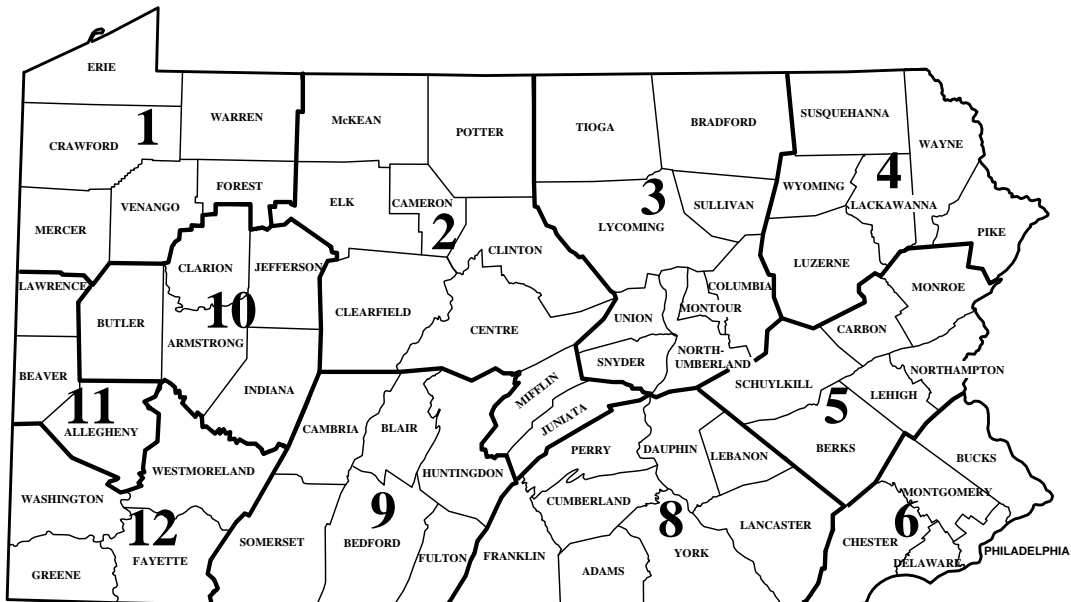 ERIE
1
CRAWFORD
WARREN
McKEAN
POTTER
TIOGA
BRADFORD
SUSQUEHANNA
WAYNE
FOREST
VENANGO
MERCER
ELK
CAMERON
2
CLINTON
3
LYCOMING
SULLIVAN
WYOMING
4
LACKAWANNA
PIKE
LUZERNE
LAWRENCE
BUTLER
CLARION
JEFFERSON
10
ARMSTRONG
INDIANA
CLEARFIELD
CENTRE
UNION
SNYDER
MONTOUR
COLUMBIA
NORTH-
UMBERLAND
MONROE
CARBON
NORTHAMPTON
SCHUYLKILL
LEHIGH
5
BERKS
BEAVER
11
ALLEGHENY
WESTMORELAND
WASHINGTON
12
FAYETTE
GREENE
CAMBRIA
BLAIR
HUNTINGDON
MIFFLIN
JUNIATA
PERRY
DAUPHIN
LEBANON
SOMERSET
9
BEDFORD
FULTON
FRANKLIN
CUMBERLAND
8
ADAMS
YORK
LANCASTER
BUCKS
MONTGOMERY
6
CHESTER
DELAWARE
PHILADELPHIA